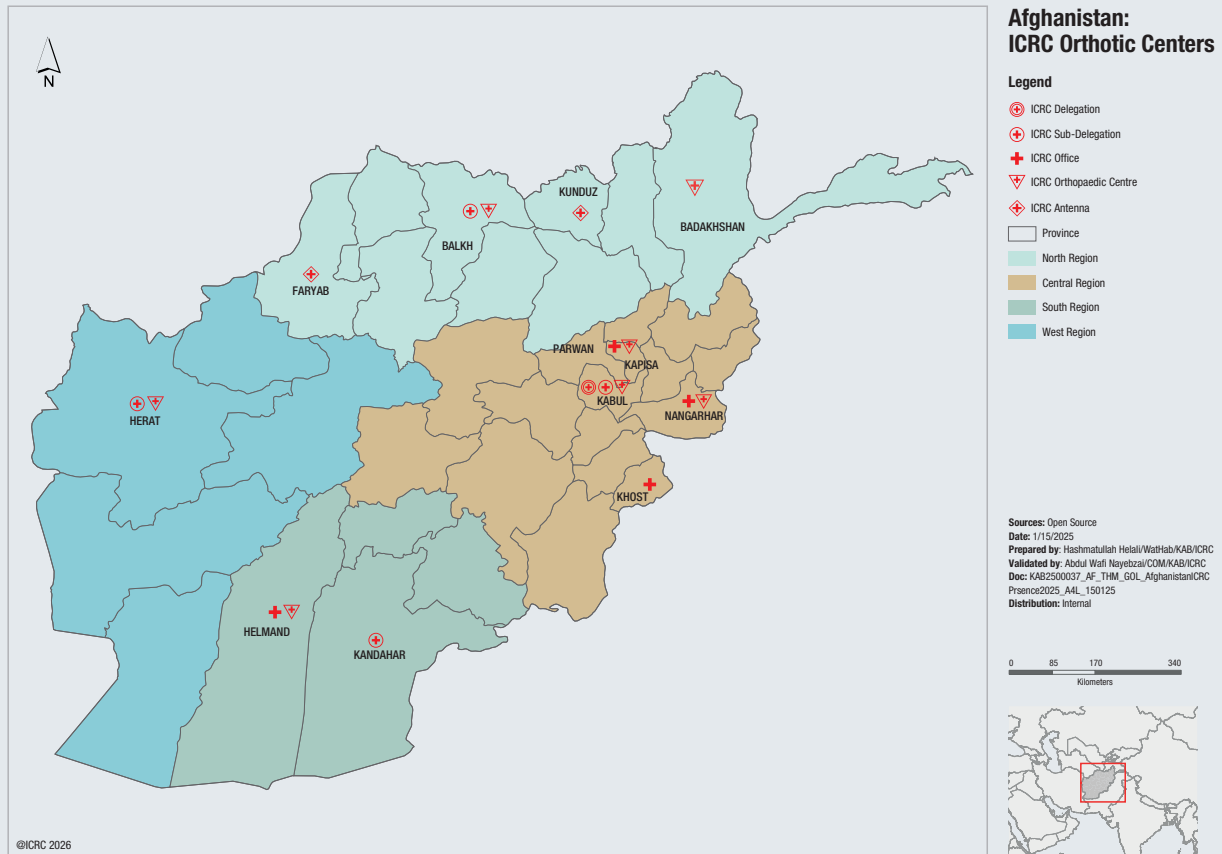 Afghanistan:
ICRC Orthotic Centers
Legend
ICRC Delegation
ICRC Sub-Delegation
ICRC Office
ICRC Orthopaedic Centre
ICRC Antenna
Province
North Region
Central Region
South Region
West Region
N
KUNDUZ
BADAKHSHAN
BALKH
FARYAB
PARWAN
KAPISA
KABUL
NANGARHAR
HERAT
KHOST
HELMAND
KANDAHAR
Sources: Open Source
Date: 1/15/2025
Prepared by: Hashmatullah Helali/WatHab/KAB/ICRC
Validated by: Abdul Wafi Nayebzai/COM/KAB/ICRC
Doc: KAB2500037_AF_THM_GOL_AfghanistanICRC
Prsence2025_A4L_150125
Distribution: Internal
0 85 170 340
Kilometers
@ICRC 2026